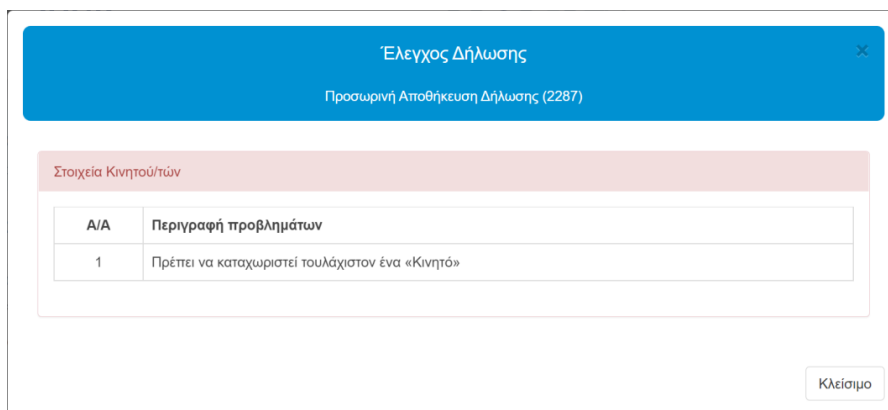 Έλεγχος Δήλωσης
×
Προσωρινή Αποθήκευση Δήλωσης (2287)
Στοιχεία Κινητού/τών
Α/Α Περιγραφή προβλημάτων
1 Πρέπει να καταχωριστεί τουλάχιστον ένα «Κινητό»
Κλείσιμο